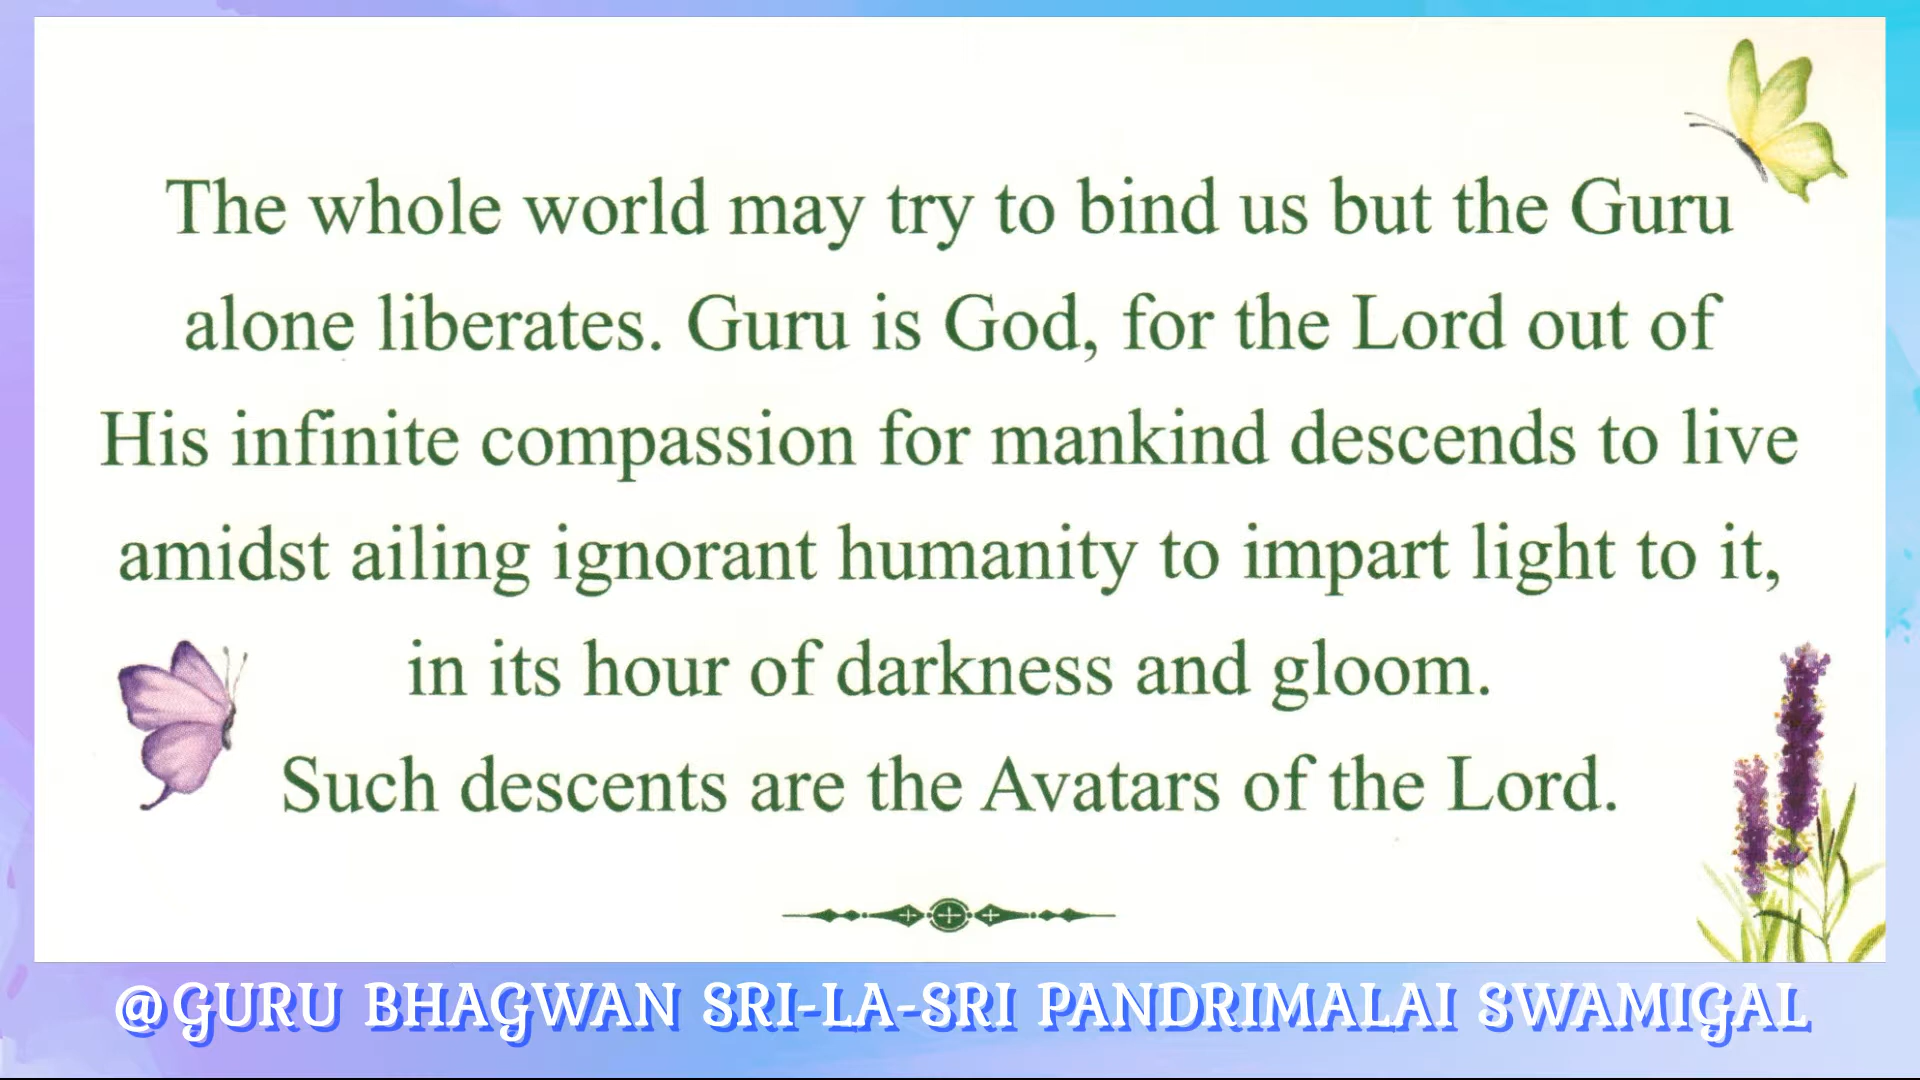 The whole world may try to bind us but the Guru
alone liberates. Guru is God, for the Lord out of
His infinite compassion for mankind descends to live
amidst ailing ignorant humanity to impart light to it,
in its hour of darkness and gloom.
Such descents are the Avatars of the Lord.
@GURU BHAGWAN SRI-LA-SRI PANDRIMALAI SWAMIGAL